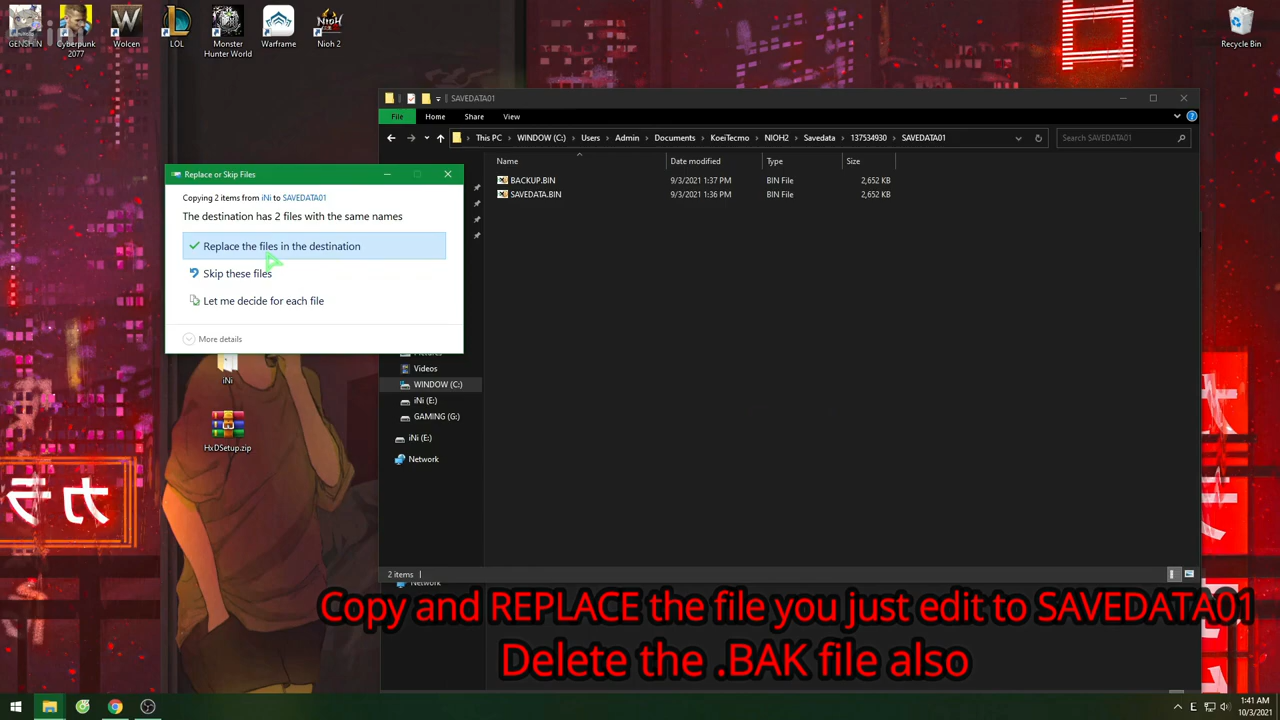 GENSHIN
Cyberpunk
2077
Wolcen
LOL
Monster
Hunter World
Warframe
NIOH
Nioh 2
Recycle Bin
SAVEDATA01
File
Home
Share
View
This PC
WINDOW (C:)
Users
Admin
Documents
KoeiTecmo
NIOH2
Savedata
137534930
SAVEDATA01
Search SAVEDATA01
Name
Date modified
Type
Size
BACKUP.BIN
9/3/2021 1:37 PM
BIN File
2,652 KB
SAVEDATA.BIN
9/3/2021 1:36 PM
BIN File
2,652 KB
Replace or Skip Files
Copying 2 items from iNi to SAVEDATA01
The destination has 2 files with the same names
Replace the files in the destination
Skip these files
Let me decide for each file
More details
Pictures
Videos
WINDOW (C:)
iNi (E:)
GAMING (G:)
iNi (E:)
Network
iNi
HxDSetup.zip
2 items
Network
Copy and REPLACE the file you just edit to SAVEDATA01
Delete the .BAK file also
E
1:41 AM
10/3/2021